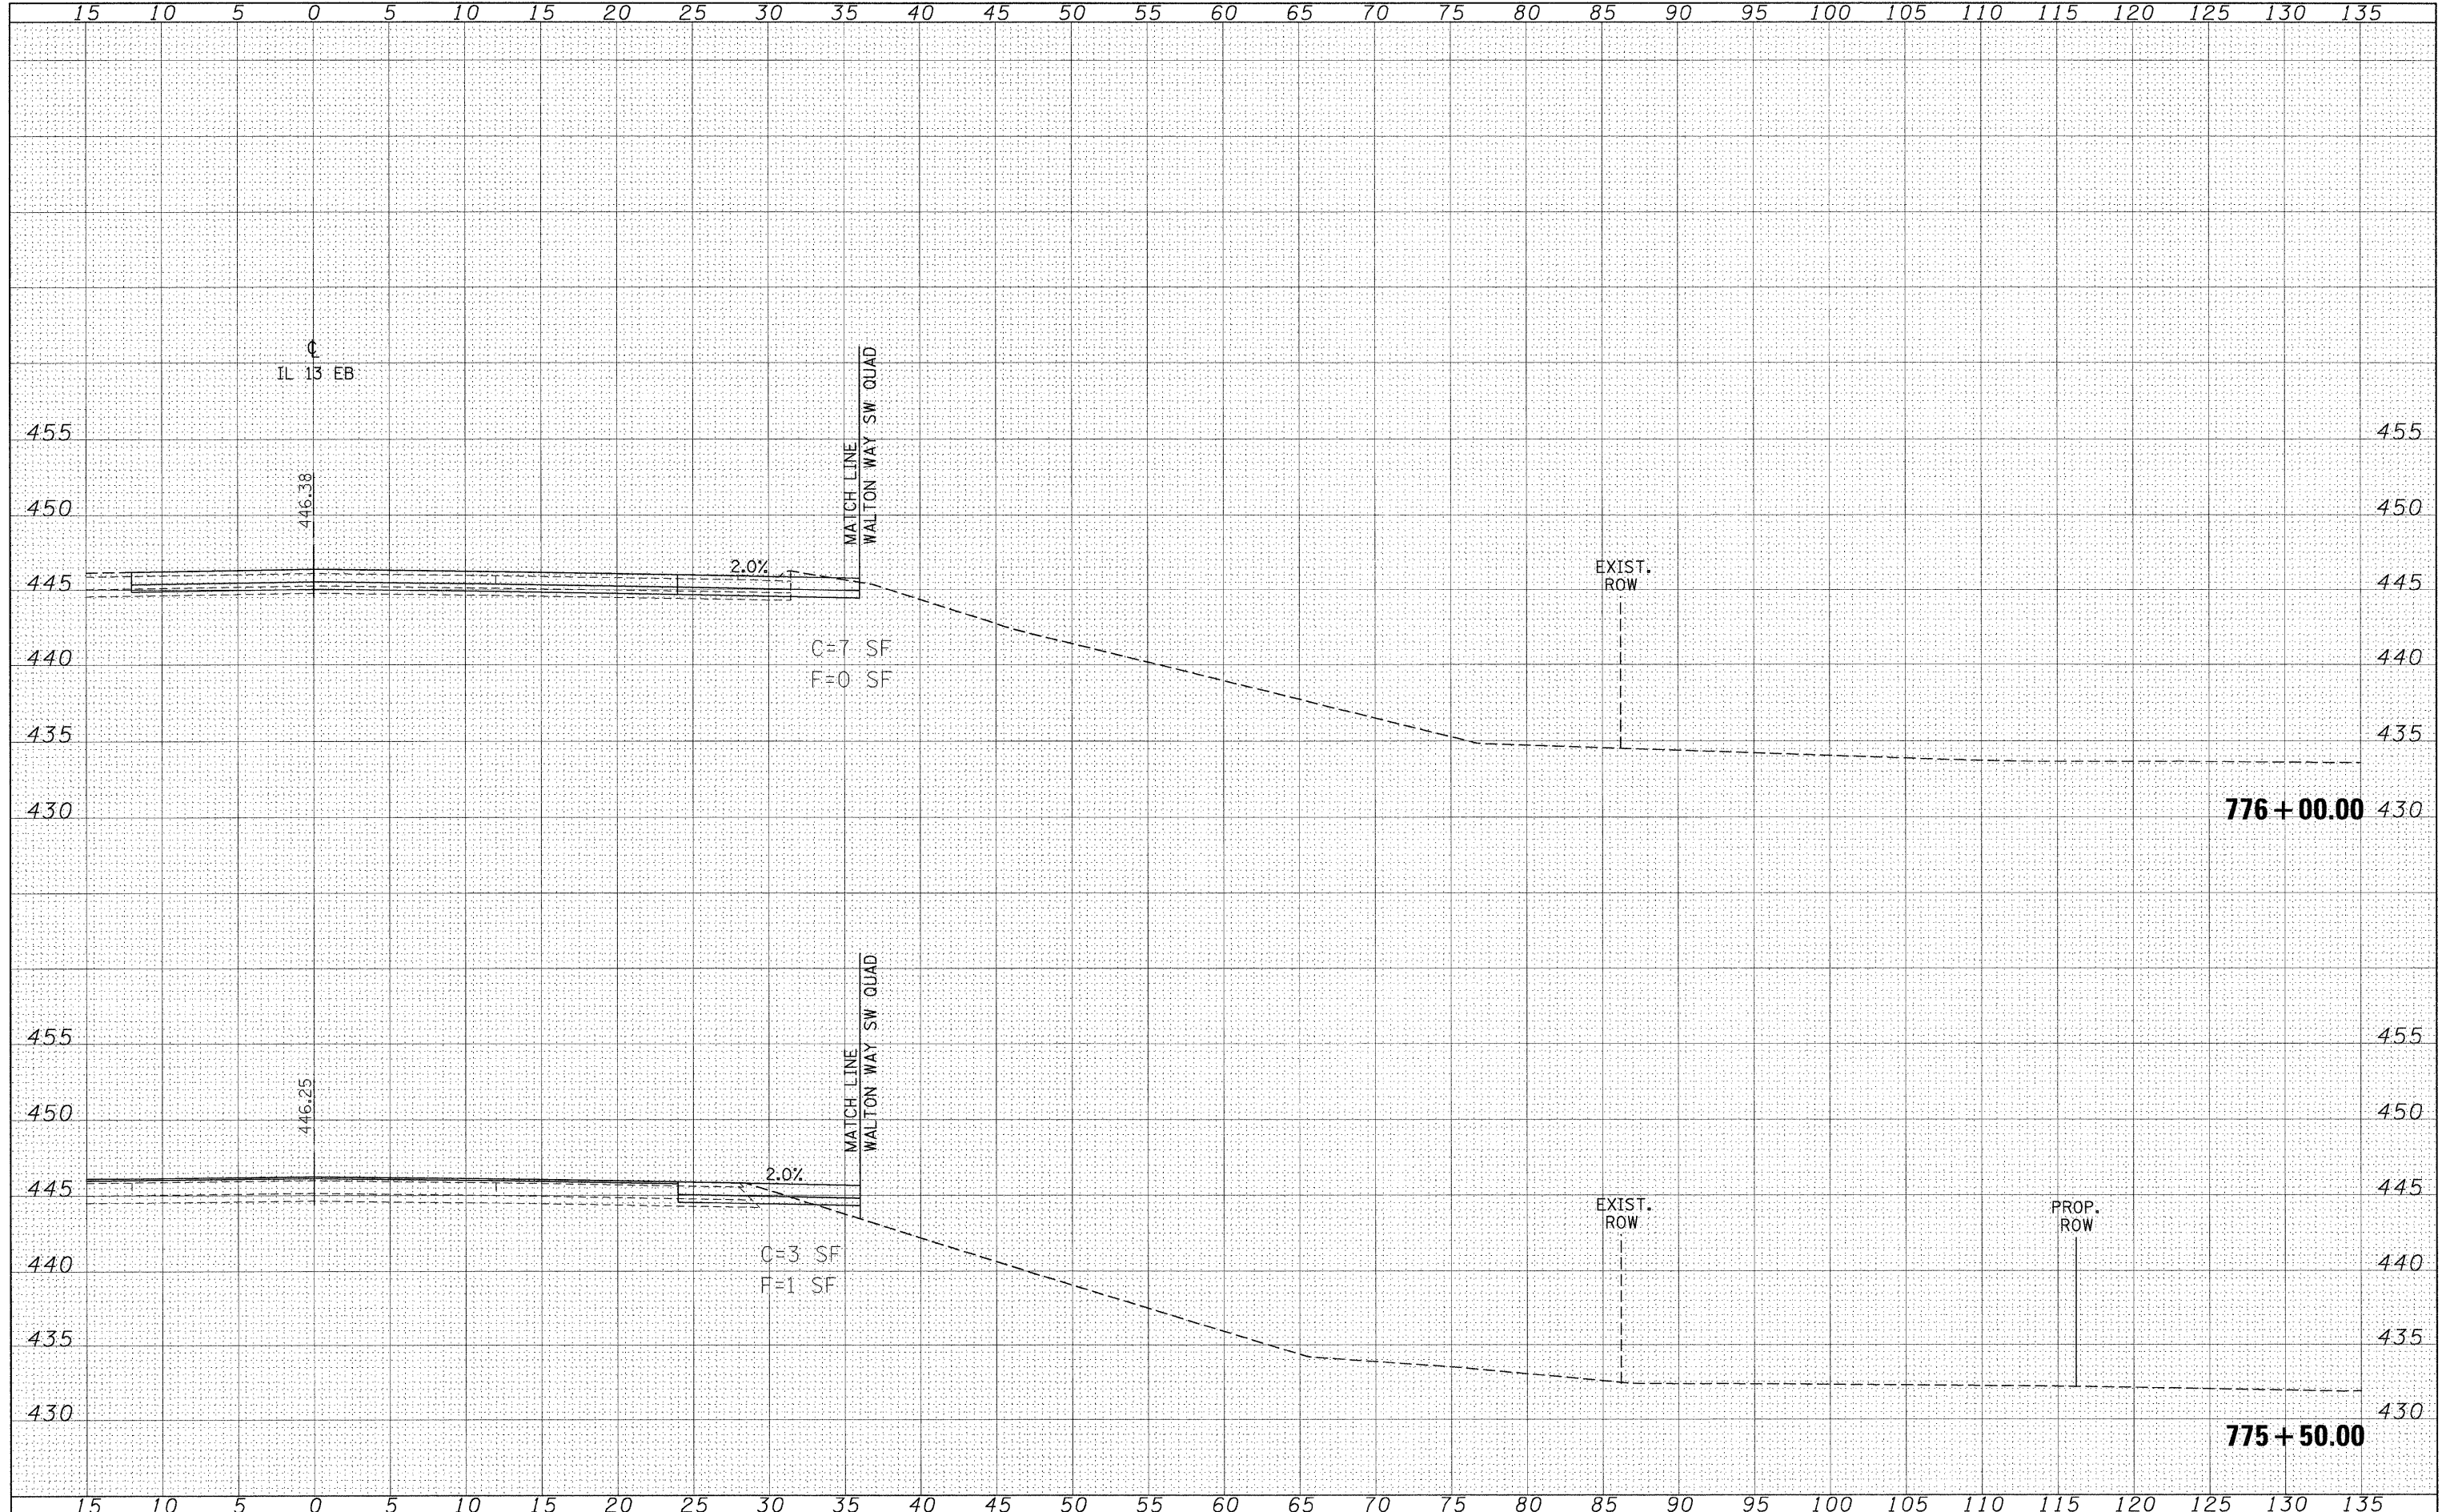 15 10 5 0 5 10 15 20 25 30 35 40 45 50 55 60 65 70 75 80 85 90 95 100 105 110 115 120 125 130 135
℄
IL 13 EB
MATCH LINE
WALTON WAY SW QUAD
455 455
446.38
450 450
2.0%
EXIST.
ROW
445 445
C=7 SF
440 440
F=0 SF
435 435
776+00.00
430 430
MATCH LINE
WALTON WAY SW QUAD
455 455
446.25
450 450
2.0%
445 445
EXIST.
ROW
PROP.
ROW
C=3 SF
440 440
F=1 SF
435 435
430 430
775+50.00
15 10 5 0 5 10 15 20 25 30 35 40 45 50 55 60 65 70 75 80 85 90 95 100 105 110 115 120 125 130 135